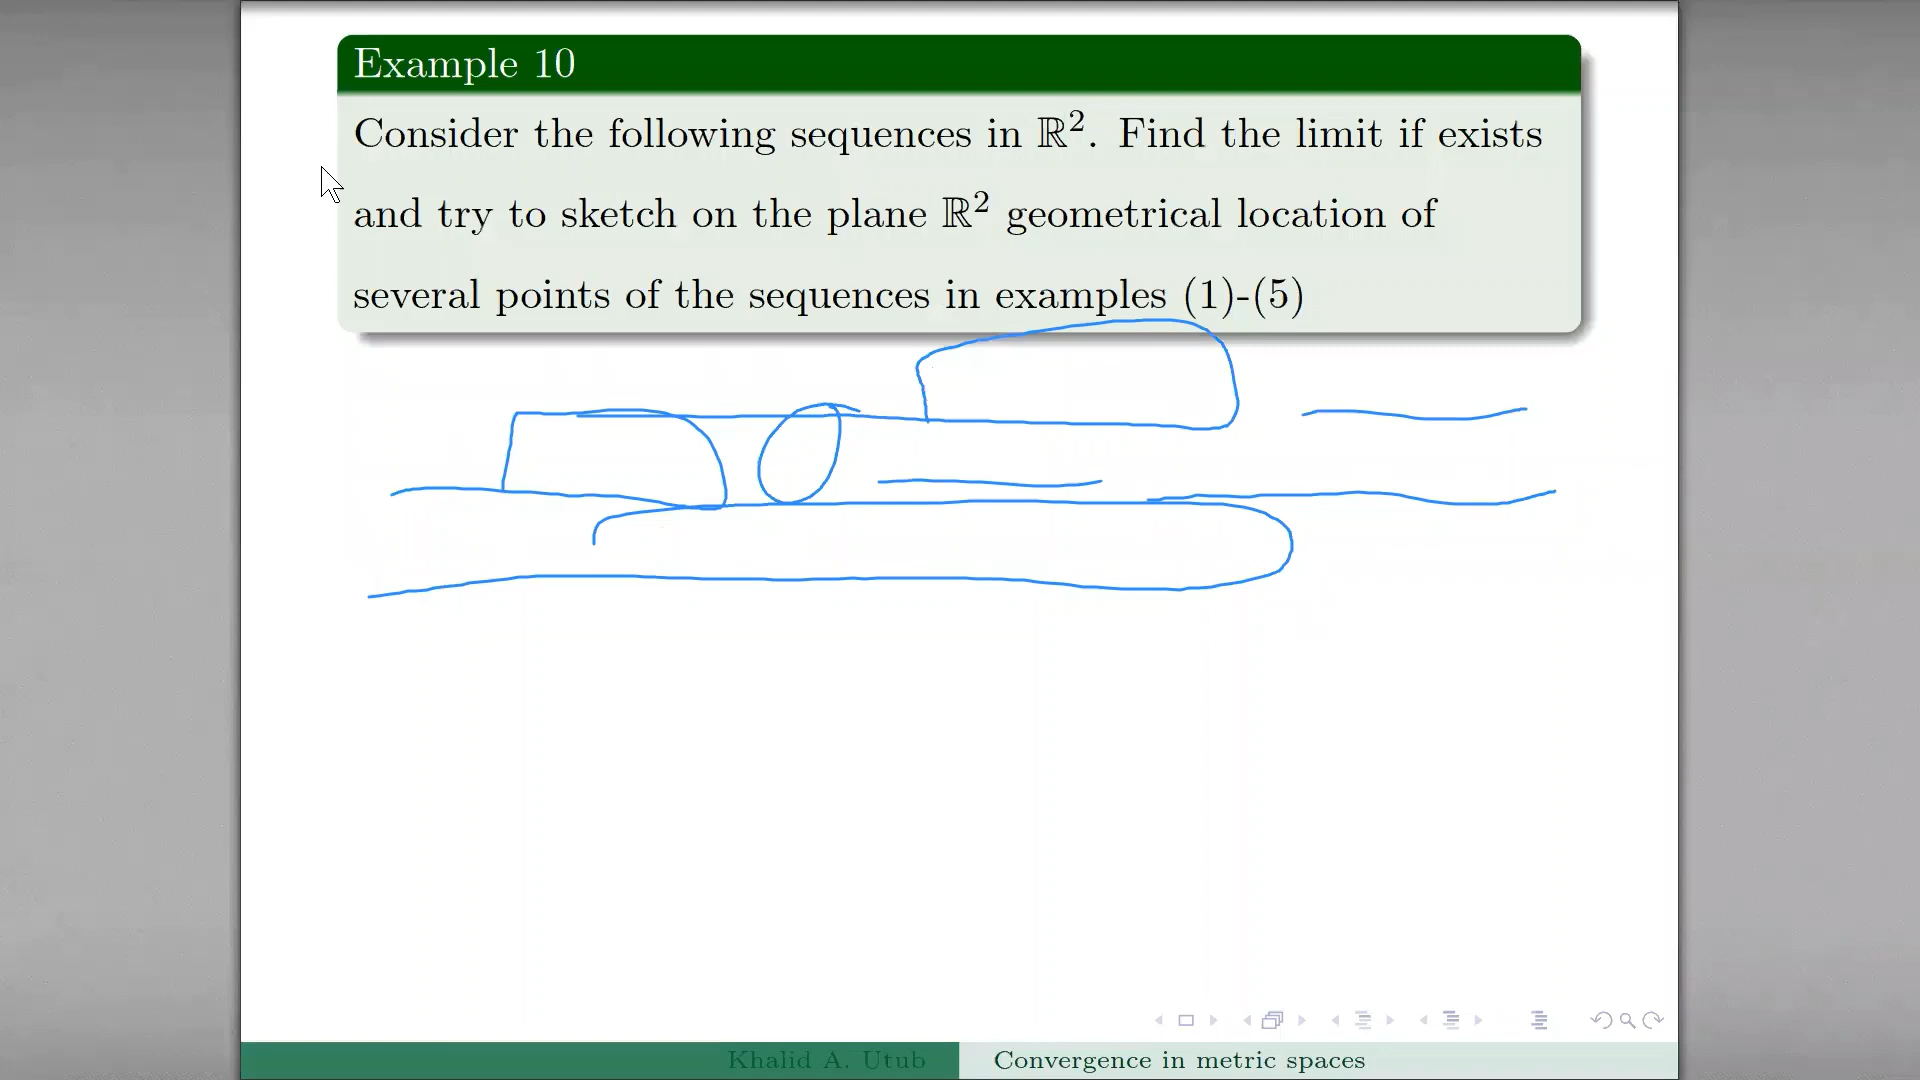 Example 10
Consider the following sequences in ℝ². Find the limit if exists
and try to sketch on the plane ℝ² geometrical location of
several points of the sequences in examples (1)-(5)
Khalid A. Utub Convergence in metric spaces